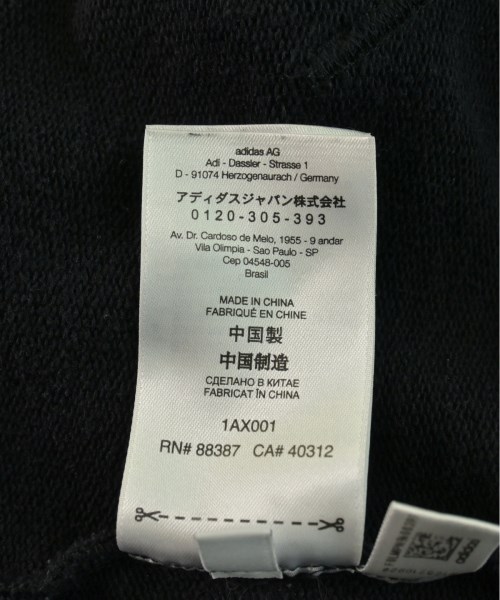 adidas AG
Adi - Dassler - Strasse 1
D - 91074 Herzogenaurach / Germany
アディダスジャパン株式会社
0120-305-393
Av. Dr. Cardoso de Melo, 1955 - 9 andar
Vila Olimpia - Sao Paulo - SP
Cep 04548-005
Brasil
MADE IN CHINA
FABRIQUÉ EN CHINE
中国製
中国制造
СДЕЛАНО В КИТАЕ
FABRICAT ÎN CHINA
1AX001
RN# 88387 CA# 40312
adidas